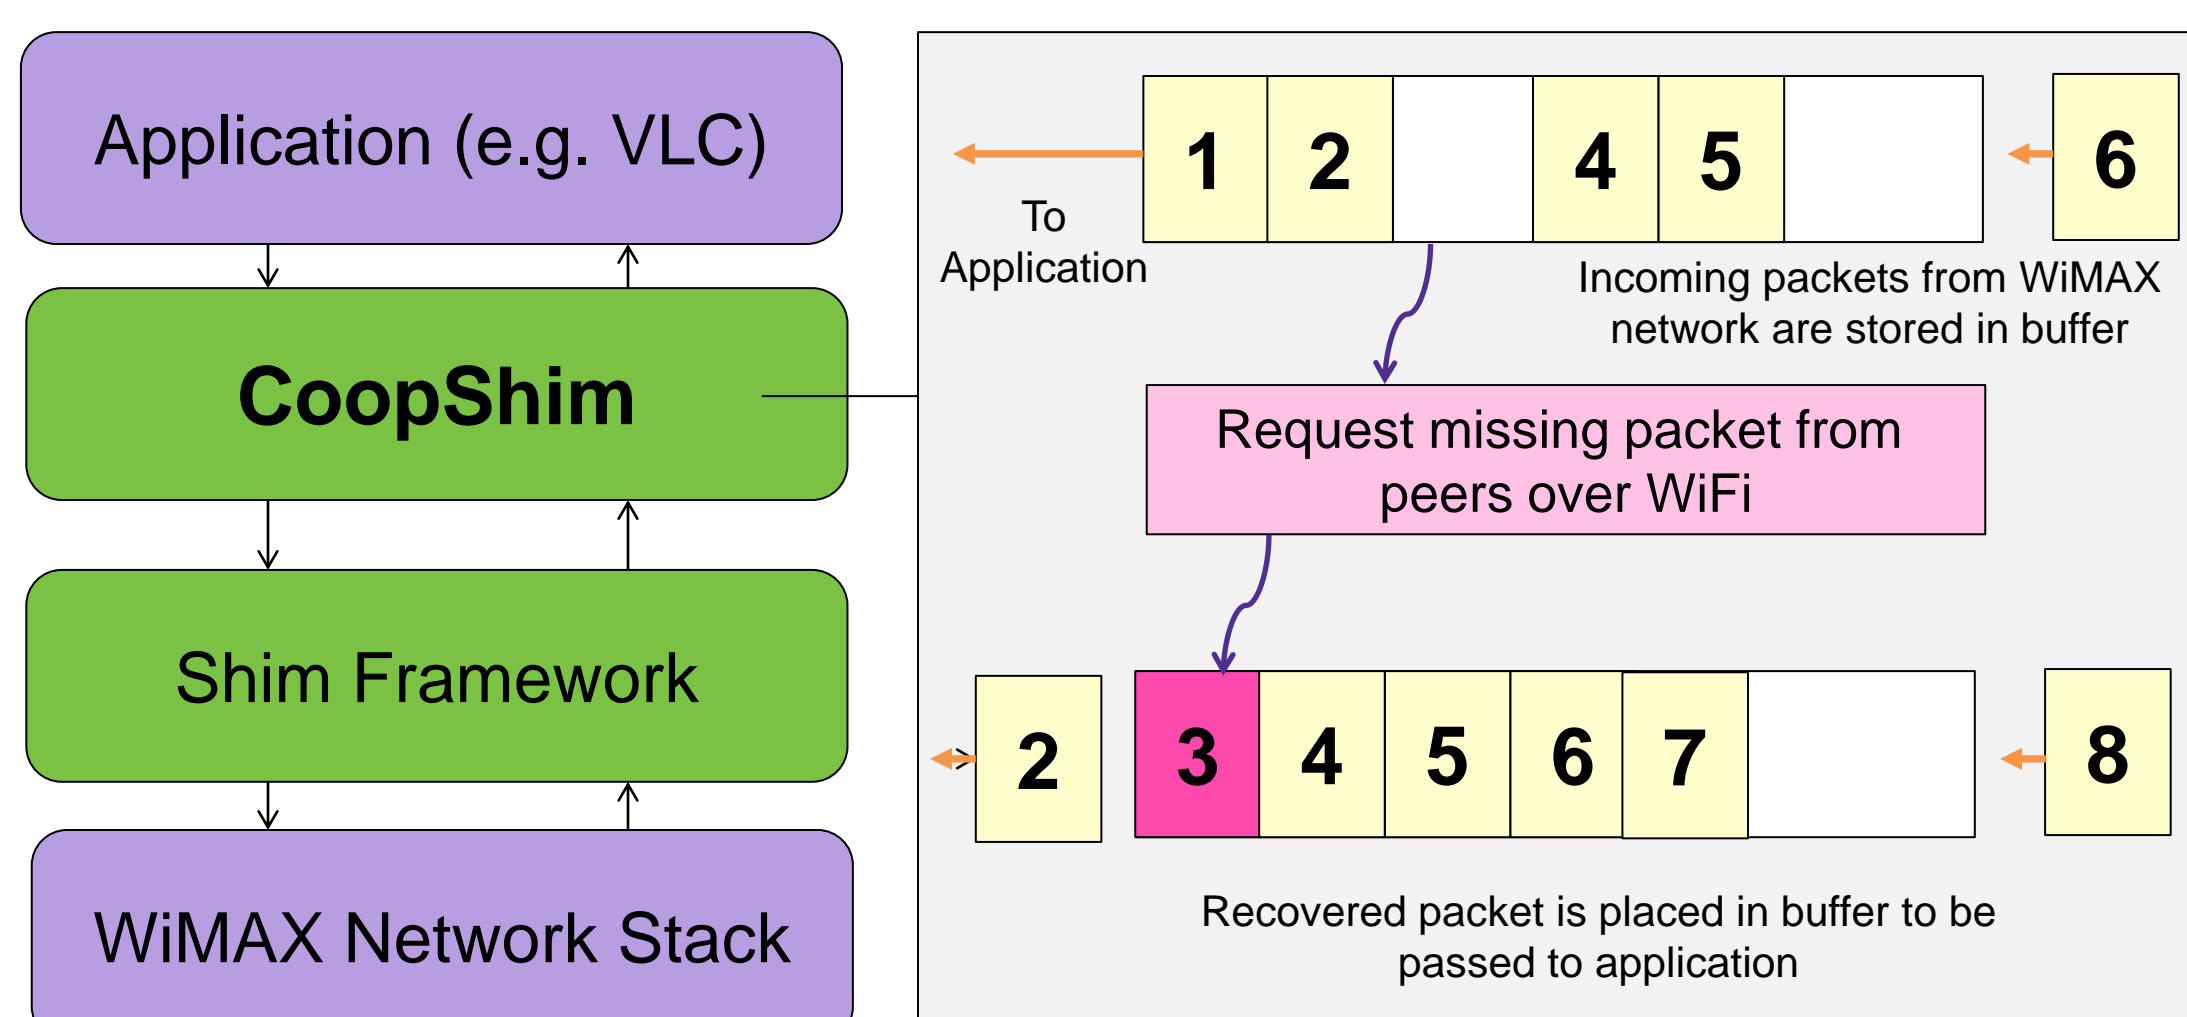 Application (e.g. VLC)
CoopShim
Shim Framework
WiMAX Network Stack
1 2 4 5 6
To
Application
Incoming packets from WiMAX
network are stored in buffer
Request missing packet from
peers over WiFi
2 3 4 5 6 7 8
Recovered packet is placed in buffer to be
passed to application